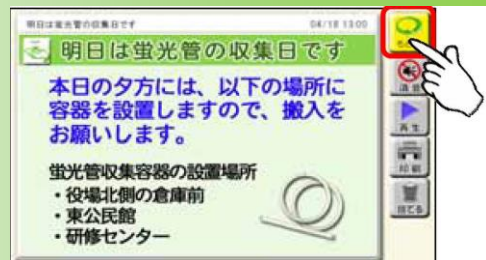 明日は蛍光管の収集日です
04/18 13:00
明日は蛍光管の収集日です
本日の夕方には、以下の場所に
容器を設置しますので、搬入を
お願いします。
蛍光管収集容器の設置場所
・役場北側の倉庫前
・東公民館
・研修センター
消音
再生
印刷
捨てる